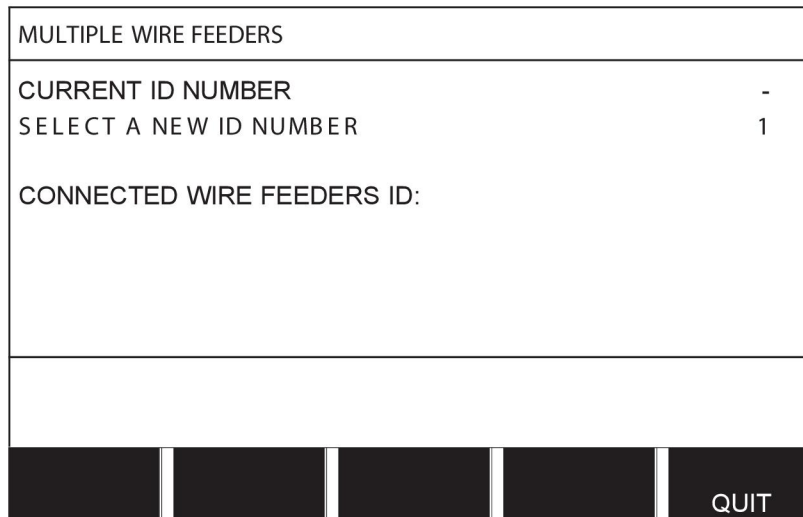 MULTIPLE WIRE FEEDERS
CURRENT ID NUMBER -
SELECT A NEW ID NUMBER 1
CONNECTED WIRE FEEDERS ID:
QUIT